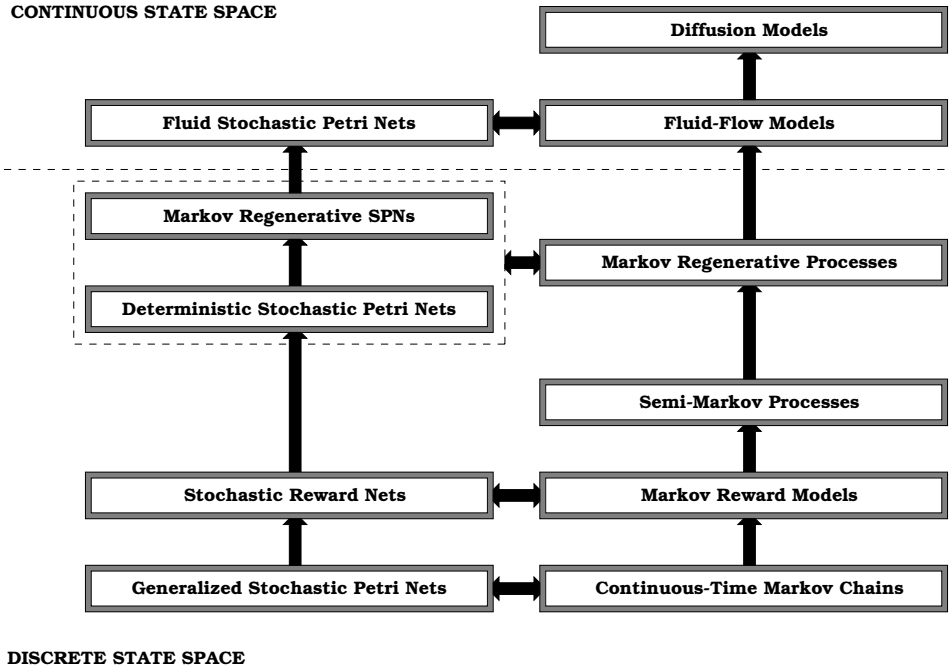 CONTINUOUS STATE SPACE
Diffusion Models
Fluid Stochastic Petri Nets
Fluid-Flow Models
Markov Regenerative SPNs
Markov Regenerative Processes
Deterministic Stochastic Petri Nets
Semi-Markov Processes
Stochastic Reward Nets
Markov Reward Models
Generalized Stochastic Petri Nets
Continuous-Time Markov Chains
DISCRETE STATE SPACE